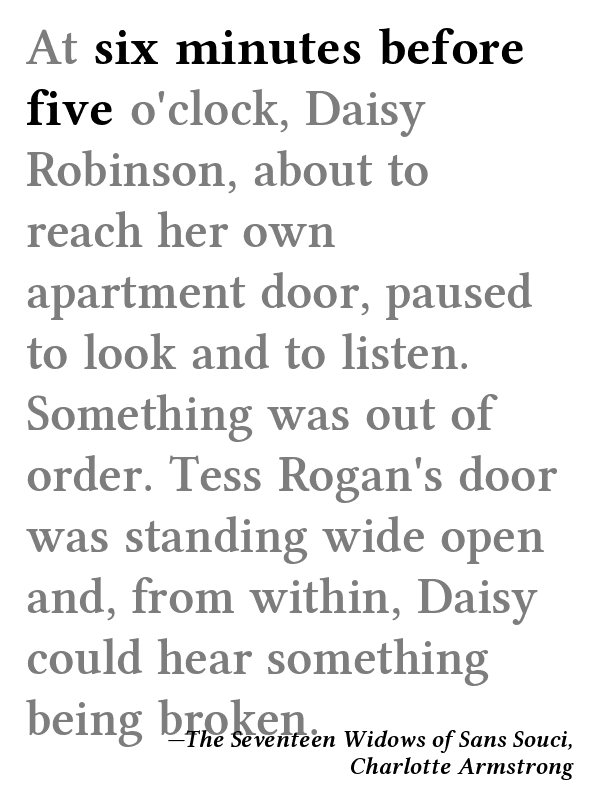 At six minutes before
five o'clock, Daisy
Robinson, about to
reach her own
apartment door, paused
to look and to listen.
Something was out of
order. Tess Rogan's door
was standing wide open
and, from within, Daisy
could hear something
being broken.
—The Seventeen Widows of Sans Souci,
Charlotte Armstrong